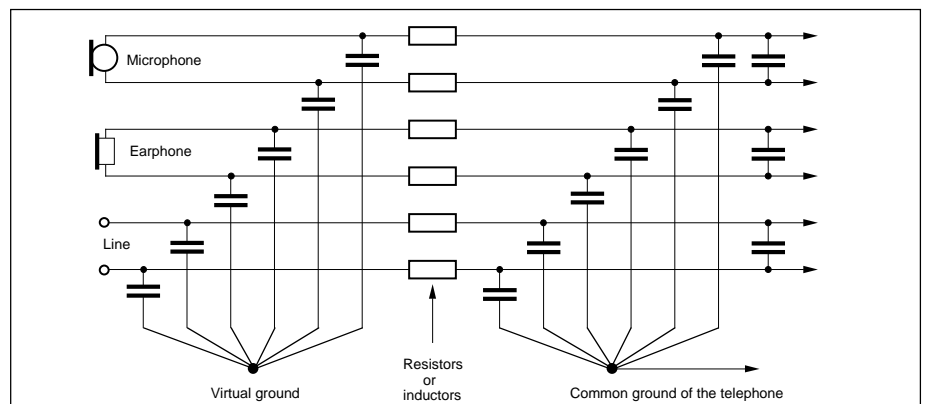 Microphone
Earphone
Line
Virtual ground
Resistors
or
inductors
Common ground of the telephone